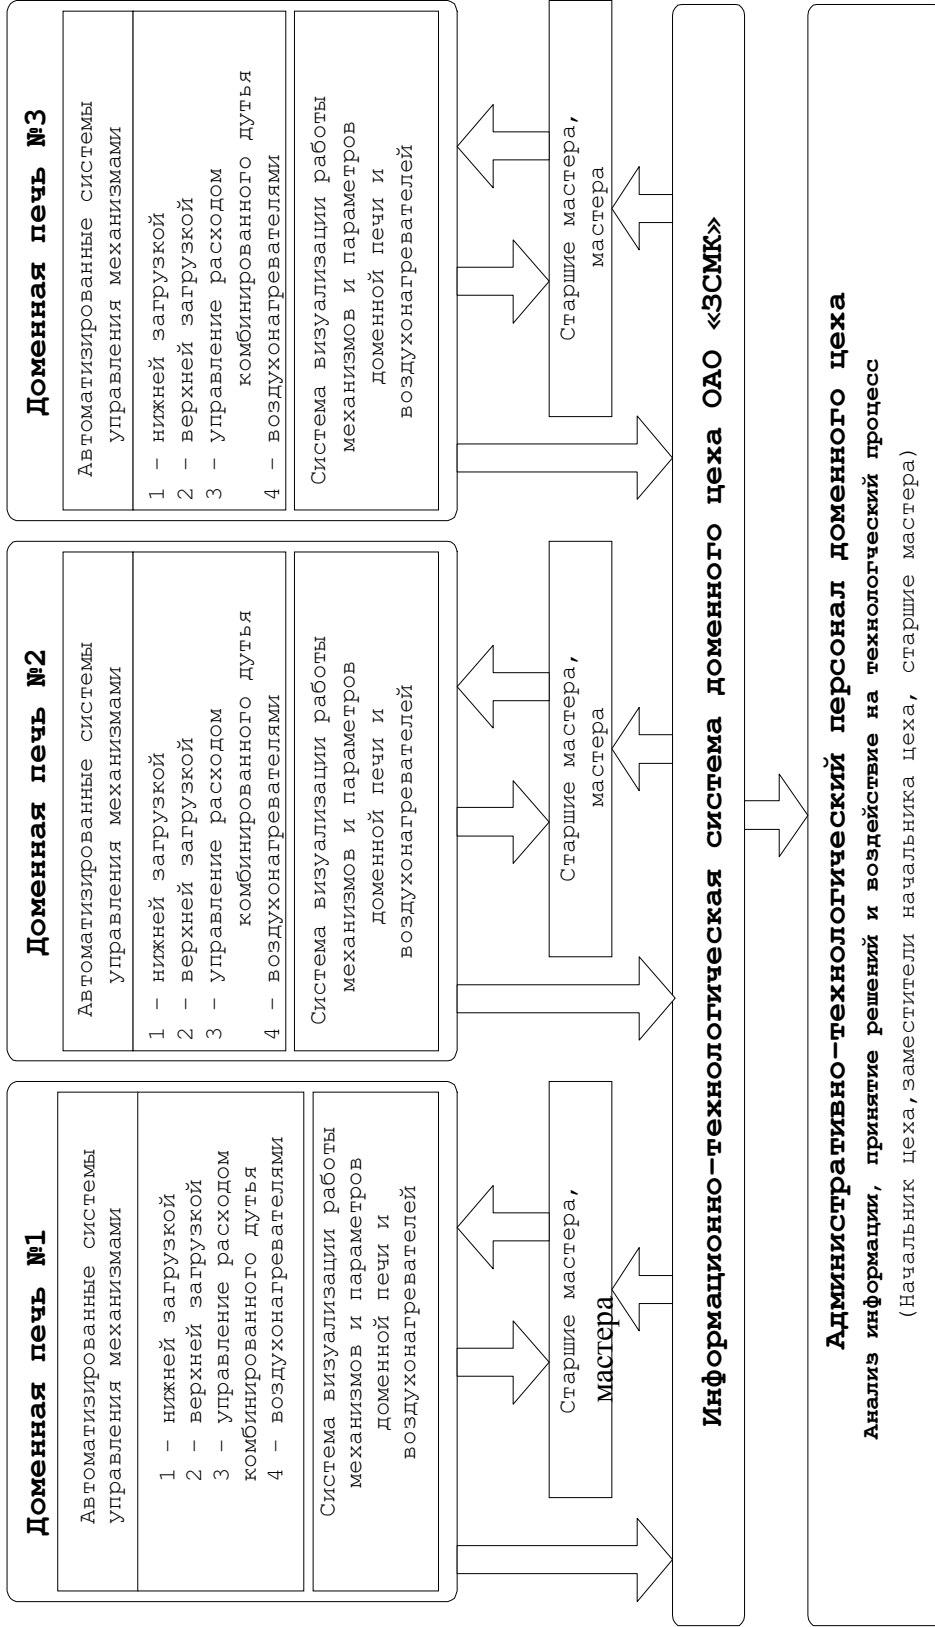 Доменная печь №1
Автоматизированные системы
управления механизмами
1 – нижней загрузкой
2 – верхней загрузкой
3 – управление расходом
комбинированного дутья
4 – воздухонагревателями
Система визуализации работы
механизмов и параметров
доменной печи и
воздухонагревателей
Старшие мастера,
мастера
Доменная печь №2
Автоматизированные системы
управления механизмами
1 – нижней загрузкой
2 – верхней загрузкой
3 – управление расходом
комбинированного дутья
4 – воздухонагревателями
Система визуализации работы
механизмов и параметров
доменной печи и
воздухонагревателей
Старшие мастера,
мастера
Доменная печь №3
Автоматизированные системы
управления механизмами
1 – нижней загрузкой
2 – верхней загрузкой
3 – управление расходом
комбинированного дутья
4 – воздухонагревателями
Система визуализации работы
механизмов и параметров
доменной печи и
воздухонагревателей
Старшие мастера,
мастера
Информационно–технологическая система доменного цеха ОАО «ЗСМК»
Административно–технологический персонал доменного цеха
Анализ информации, принятие решений и воздействие на технологчиеский процесс
(Начальник цеха,заместители начальника цеха, старшие мастера)